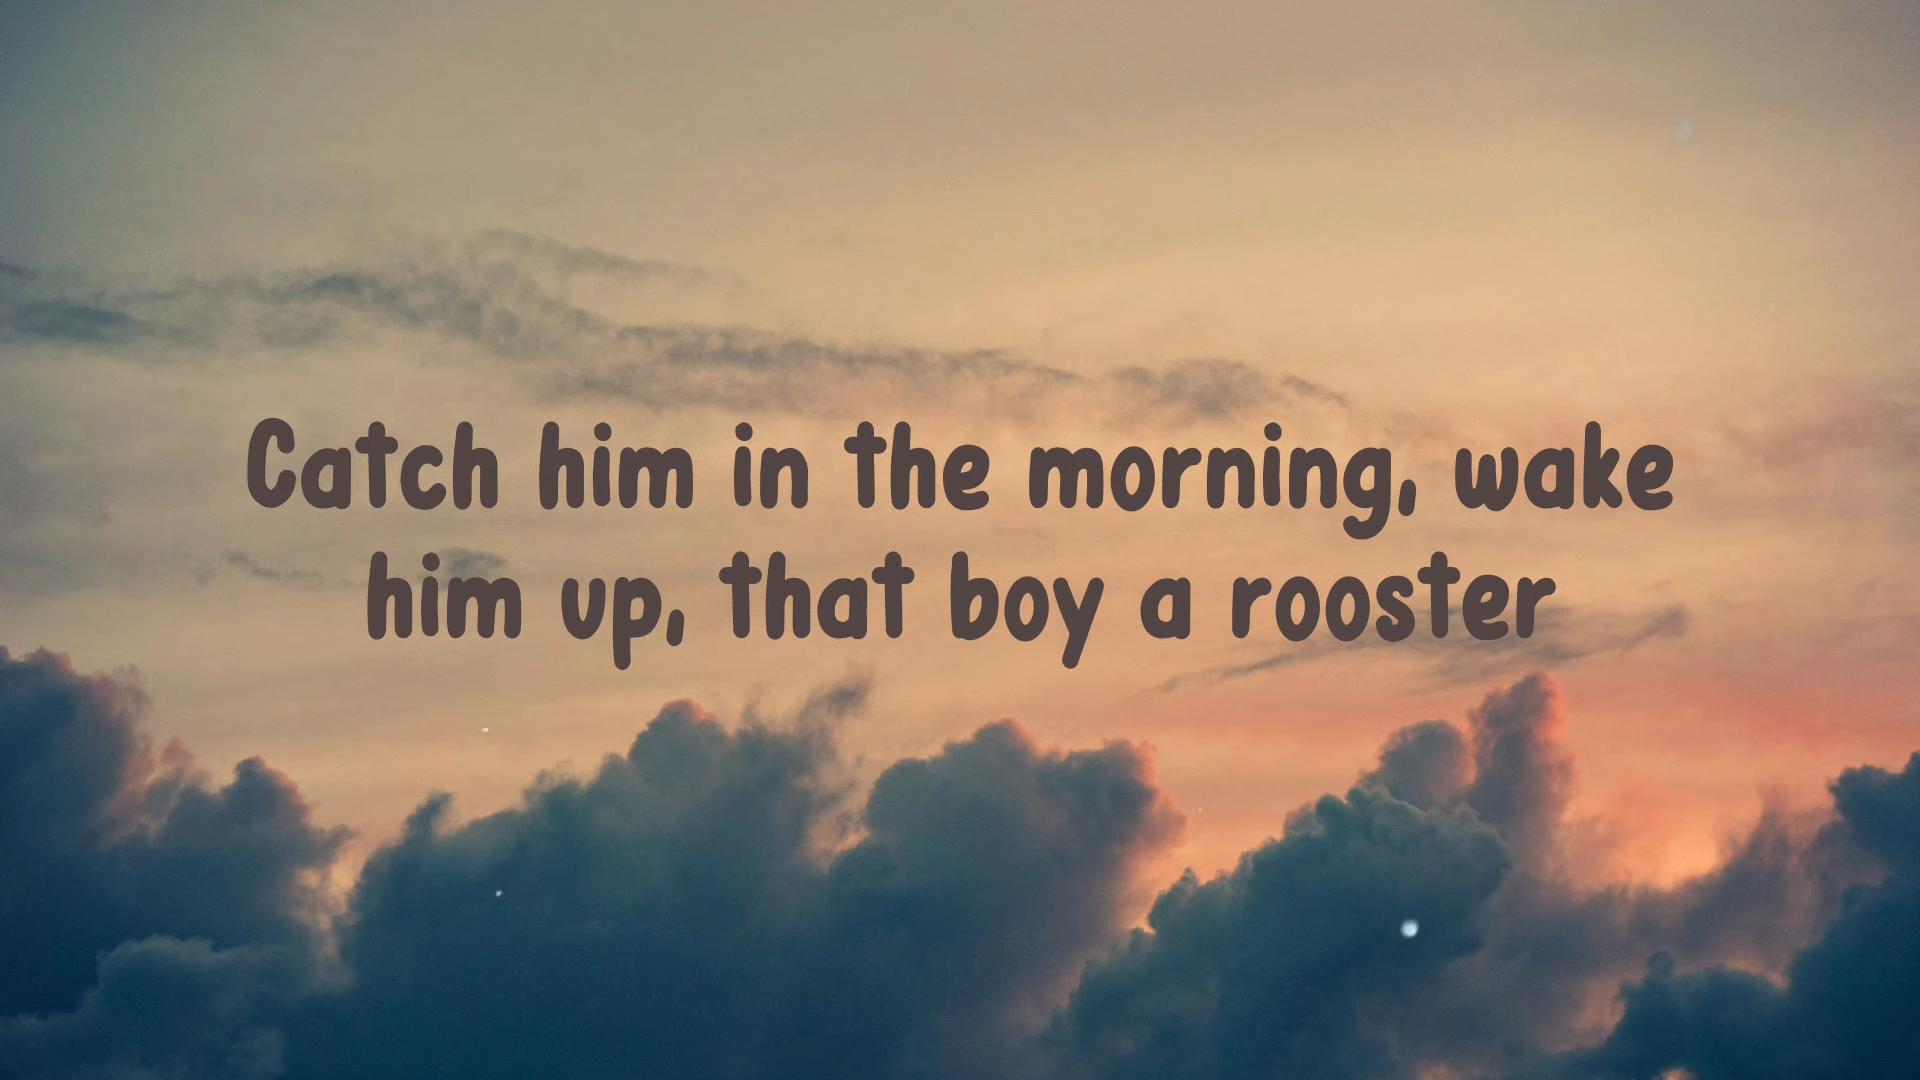 Catch him in the morning, wake
him up, that boy a rooster